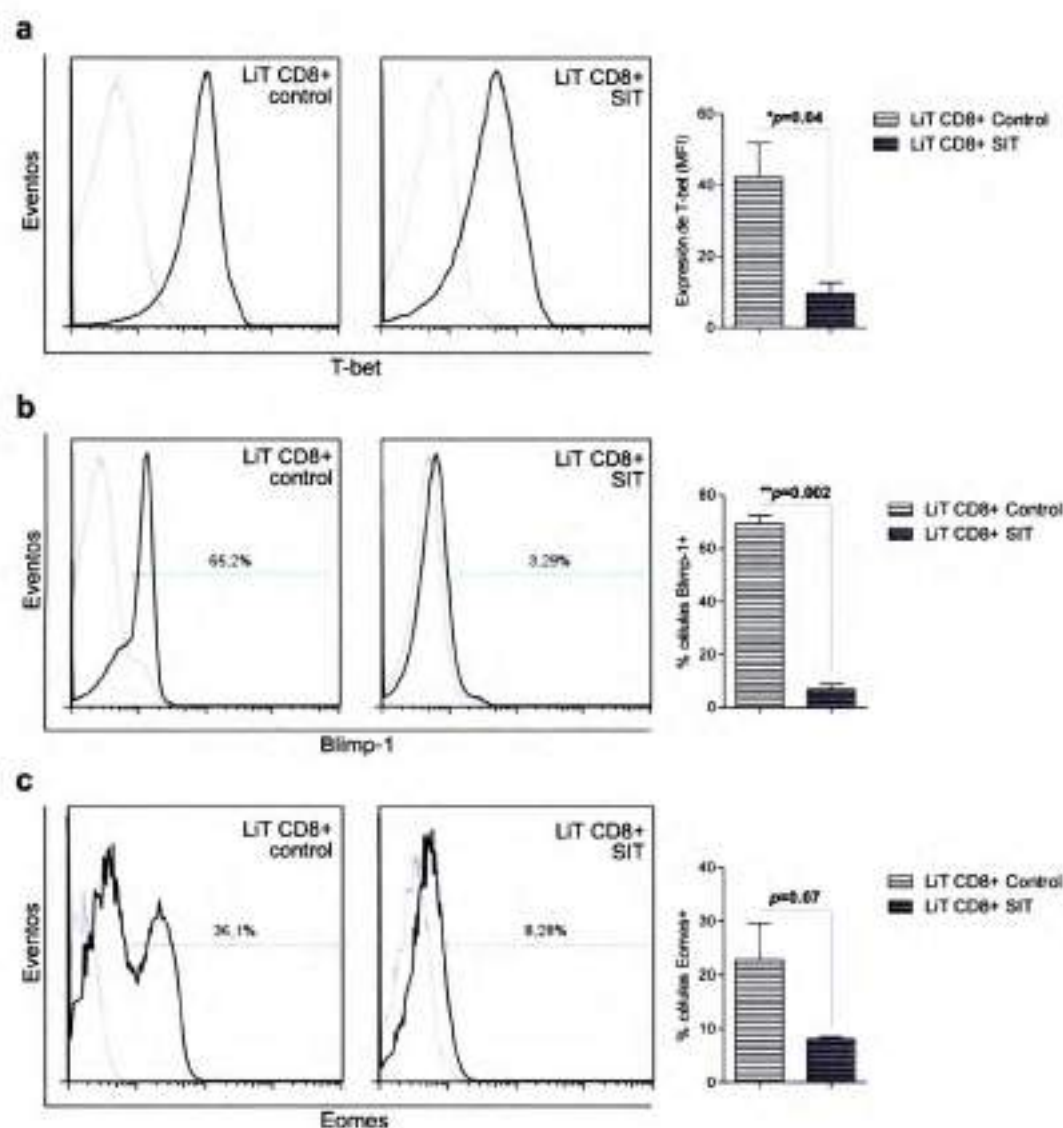 a
LiT CD8+
control
LiT CD8+
SIT
Eventos
T-bet
Expresión de T-bet (MFI)
60
40
20
0
*p=0.04
LiT CD8+ Control
LiT CD8+ SIT
b
LiT CD8+
control
65.2%
LiT CD8+
SIT
3.29%
Eventos
Blimp-1
% células Blimp-1+
80
60
40
20
0
**p=0.002
LiT CD8+ Control
LiT CD8+ SIT
c
LiT CD8+
control
36,1%
LiT CD8+
SIT
8,28%
Eventos
Eomes
% células Eomes+
40
30
20
10
0
p=0.07
LiT CD8+ Control
LiT CD8+ SIT